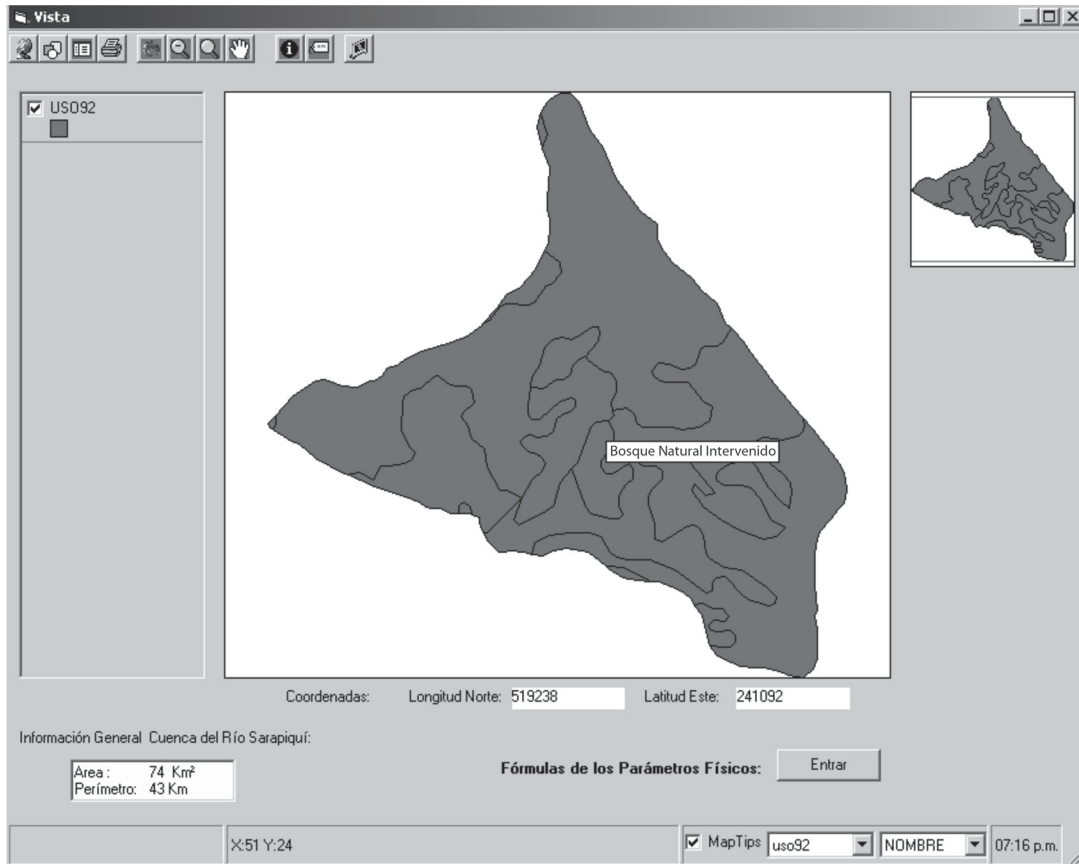 Vista
USO92
Bosque Natural Intervenido
Coordenadas: Longitud Norte: 519238 Latitud Este: 241092
Información General Cuenca del Río Sarapiquí:
Area : 74 Km²
Perímetro: 43 Km
Fórmulas de los Parámetros Físicos: Entrar
X:51 Y:24 MapTips uso92 NOMBRE 07:16 p.m.